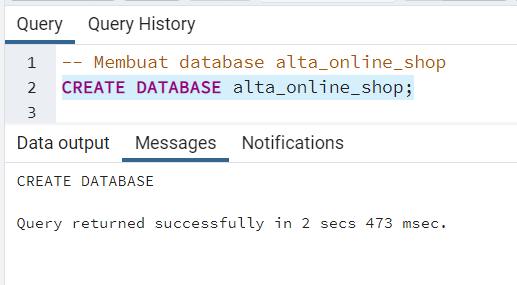 Query Query History
1 -- Membuat database alta_online_shop
2 CREATE DATABASE alta_online_shop;
3
Data output Messages Notifications
CREATE DATABASE
Query returned successfully in 2 secs 473 msec.